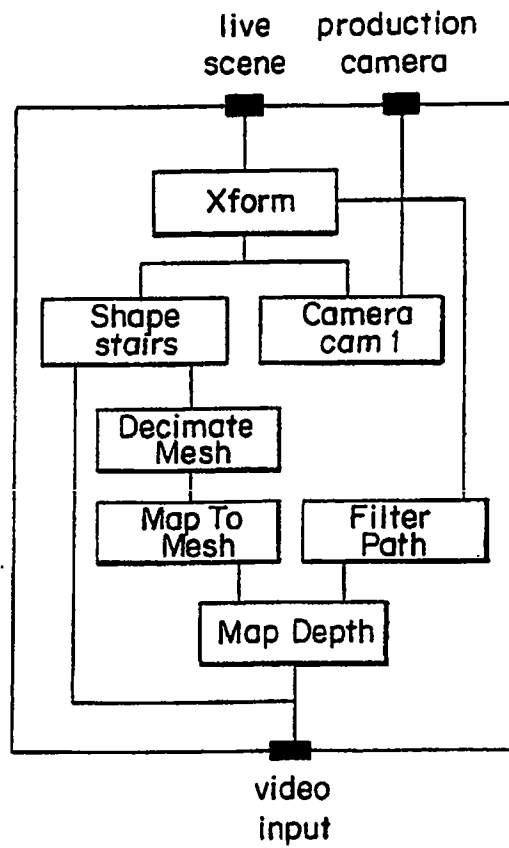 live
scene
production
camera
Xform
Shape
stairs
Camera
cam 1
Decimate
Mesh
Map To
Mesh
Filter
Path
Map Depth
video
input